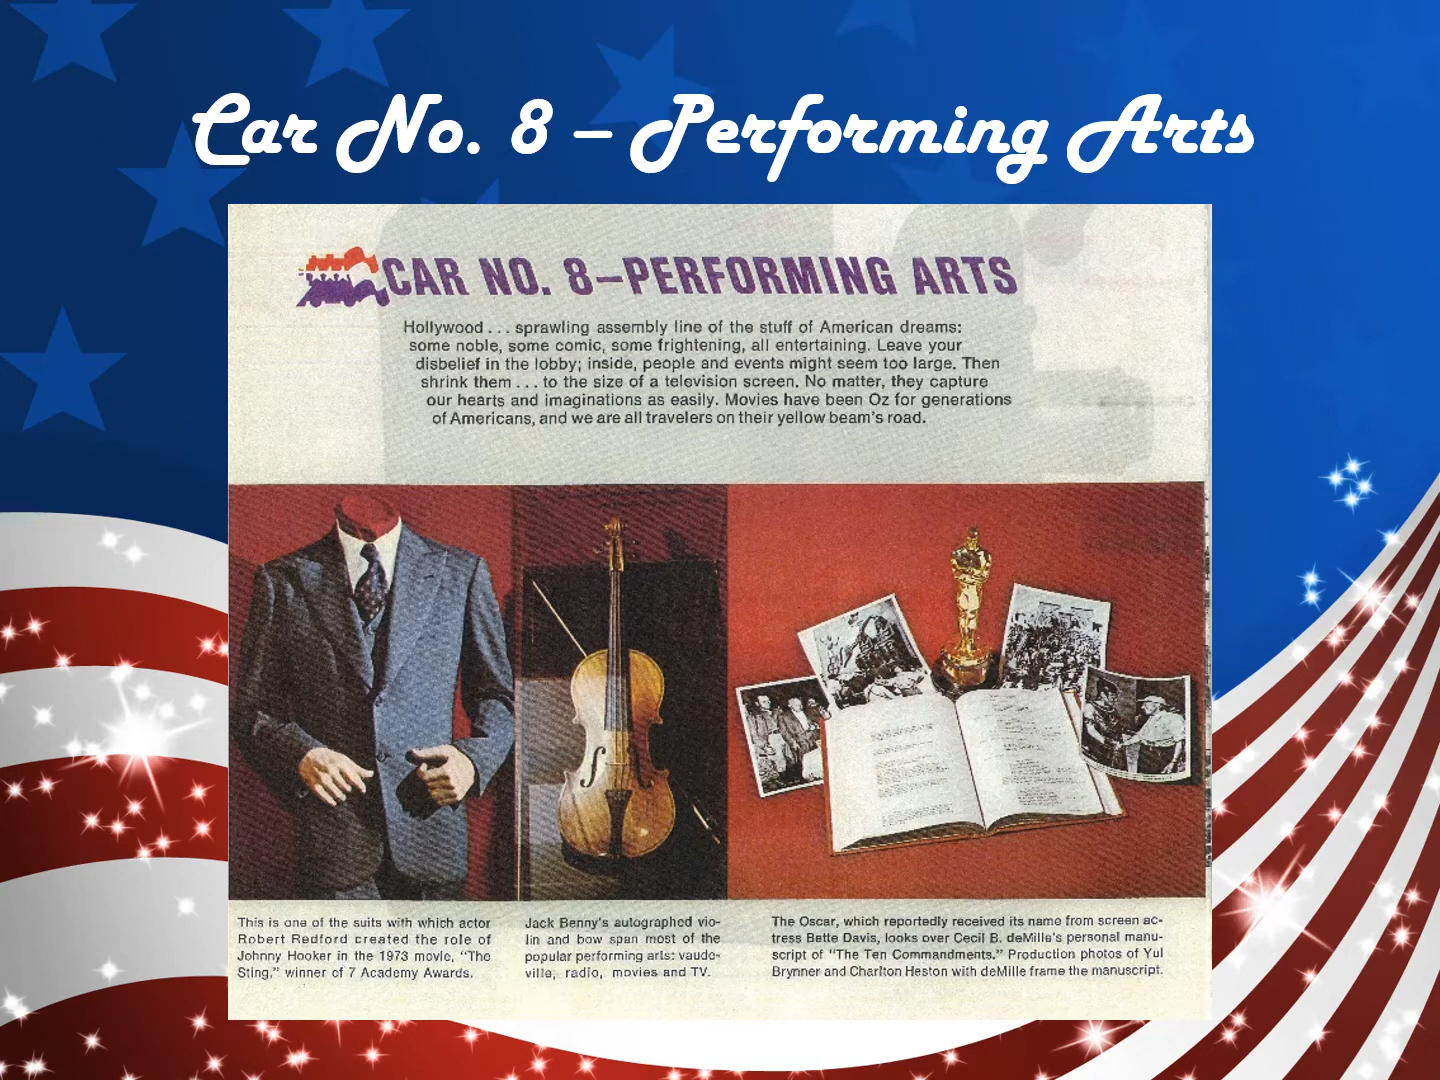 Car No. 8 – Performing Arts
CAR NO. 8–PERFORMING ARTS
Hollywood . . . sprawling assembly line of the stuff of American dreams:
some noble, some comic, some frightening, all entertaining. Leave your
disbelief in the lobby; inside, people and events might seem too large. Then
shrink them . . . to the size of a television screen. No matter, they capture
our hearts and imaginations as easily. Movies have been Oz for generations
of Americans, and we are all travelers on their yellow beam's road.
This is one of the suits with which actor
Robert Redford created the role of
Johnny Hooker in the 1973 movie, "The
Sting," winner of 7 Academy Awards.
Jack Benny's autographed vio-
lin and bow span most of the
popular performing arts: vaude-
ville, radio, movies and TV.
The Oscar, which reportedly received its name from screen ac-
tress Bette Davis, looks over Cecil B. deMille's personal manu-
script of "The Ten Commandments." Production photos of Yul
Brynner and Charlton Heston with deMille frame the manuscript.